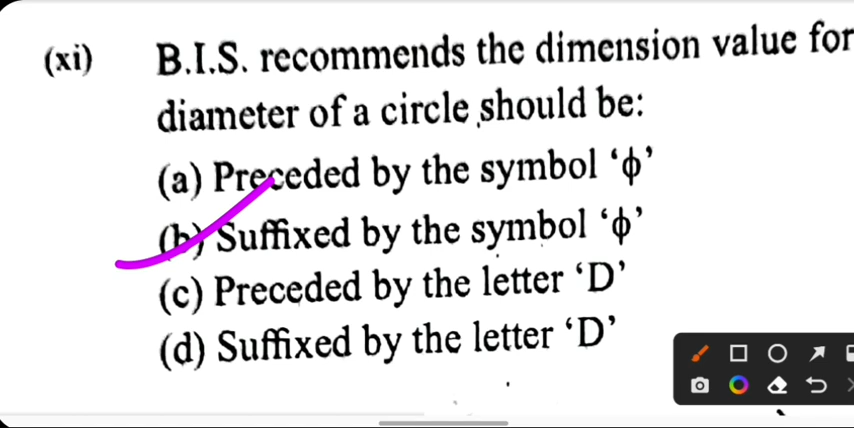 (xi) B.I.S. recommends the dimension value for
diameter of a circle should be:
(a) Preceded by the symbol ‘ϕ’
(b) Suffixed by the symbol ‘ϕ’
(c) Preceded by the letter ‘D’
(d) Suffixed by the letter ‘D’